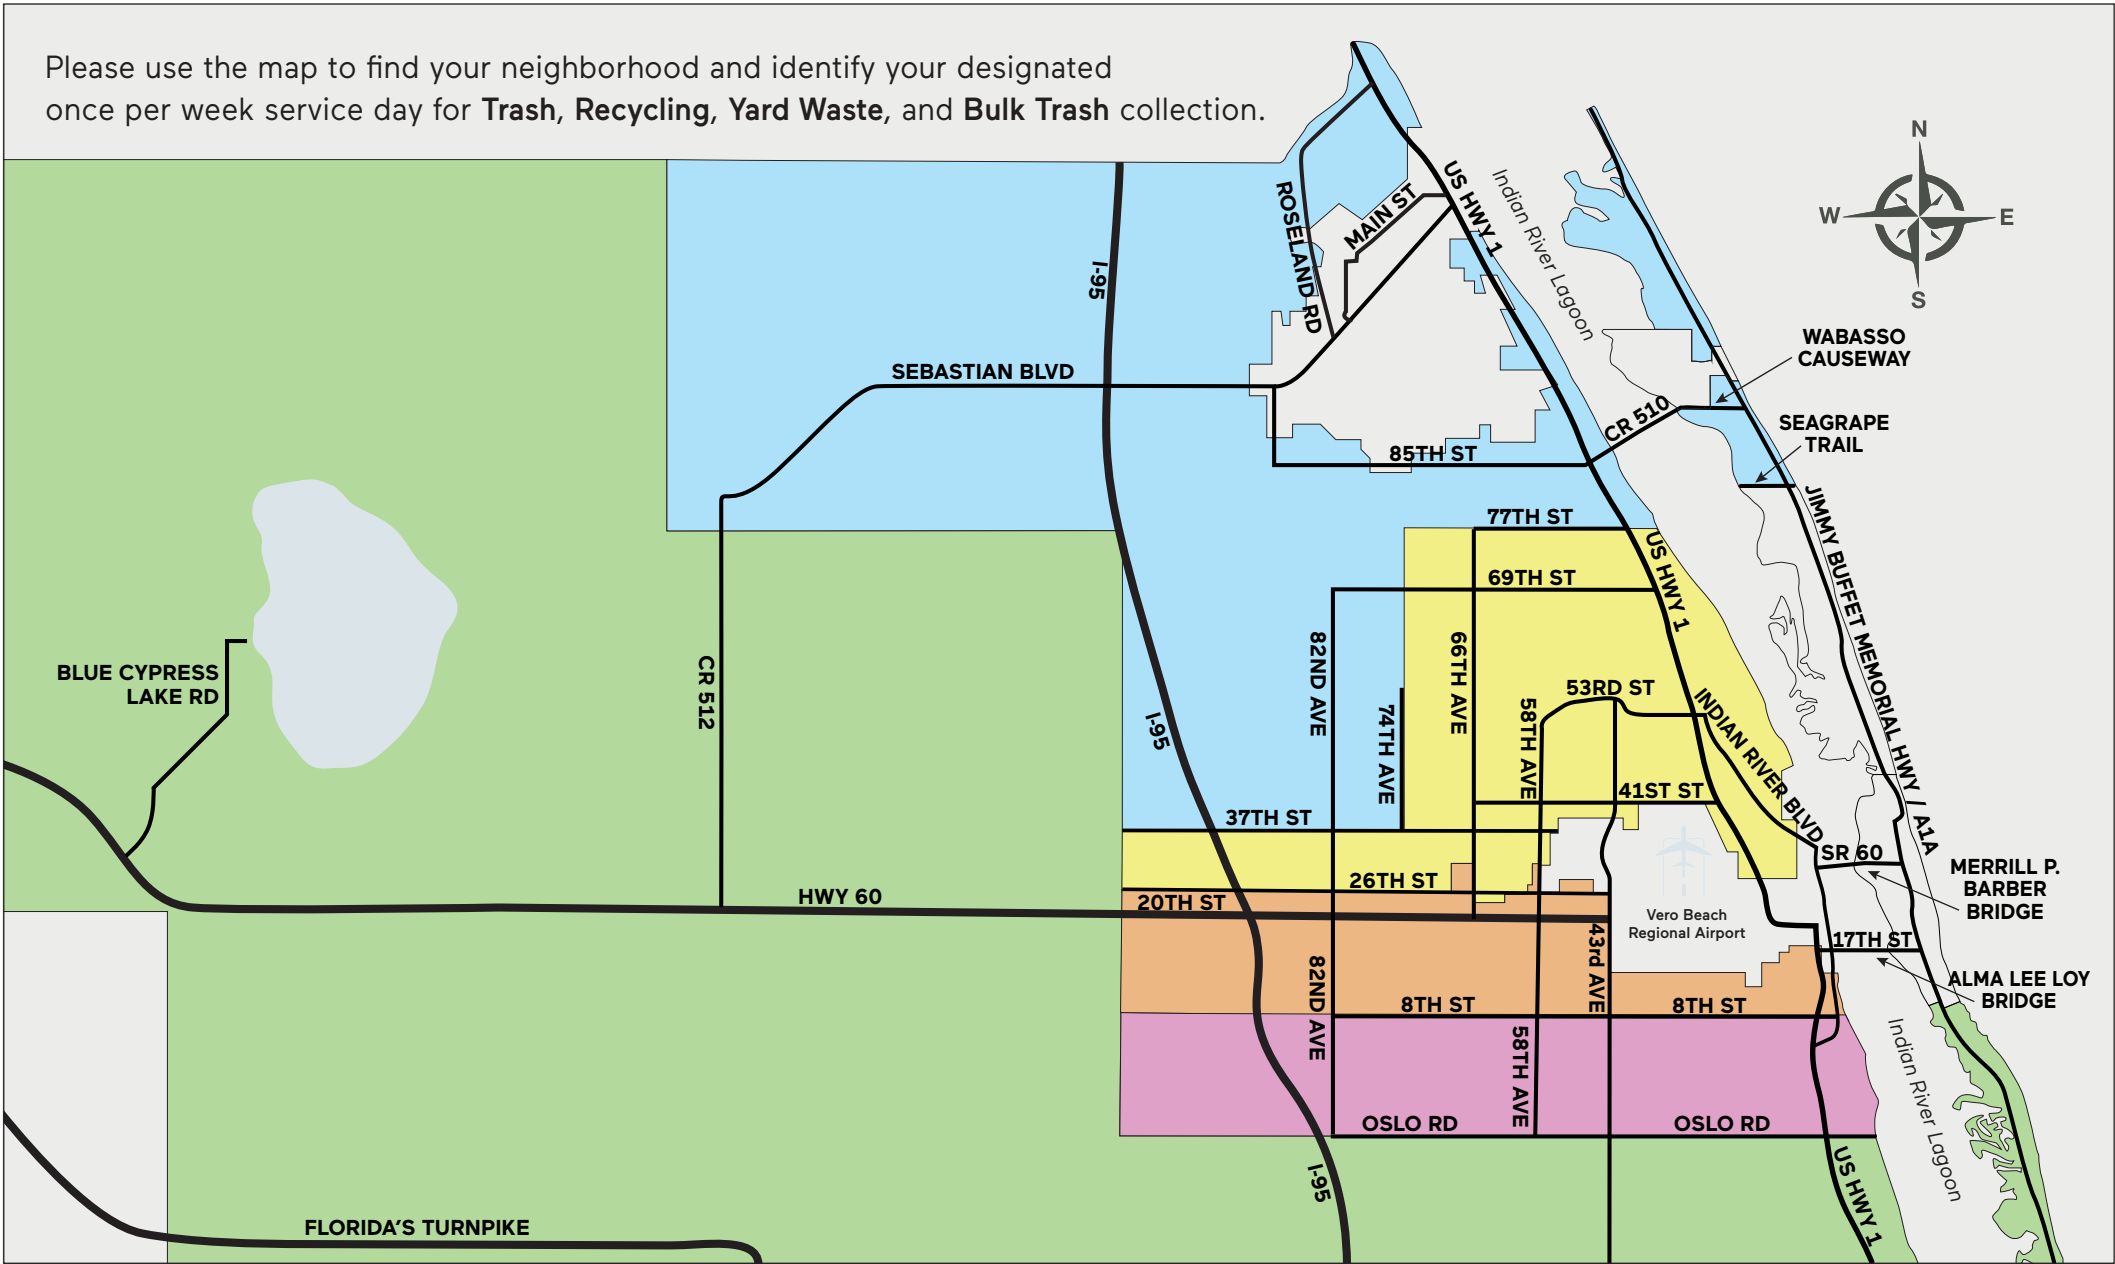 Please use the map to find your neighborhood and identify your designated
once per week service day for Trash, Recycling, Yard Waste, and Bulk Trash collection.
N
W
E
S
ROSELAND RD
MAIN ST
US HWY 1
Indian River Lagoon
I-95
WABASSO
CAUSEWAY
SEBASTIAN BLVD
CR 510
SEAGRAPE
TRAIL
85TH ST
77TH ST
US HWY 1
JIMMY BUFFET MEMORIAL HWY / A1A
69TH ST
BLUE CYPRESS
LAKE RD
CR 512
I-95
82ND AVE
74TH AVE
66TH AVE
58TH AVE
53RD ST
INDIAN RIVER BLVD
41ST ST
37TH ST
SR 60
MERRILL P.
BARBER
BRIDGE
26TH ST
HWY 60
20TH ST
Vero Beach
Regional Airport
43rd AVE
17TH ST
82ND AVE
ALMA LEE LOY
BRIDGE
8TH ST
8TH ST
58TH AVE
Indian River Lagoon
OSLO RD
OSLO RD
I-95
US HWY 1
FLORIDA'S TURNPIKE